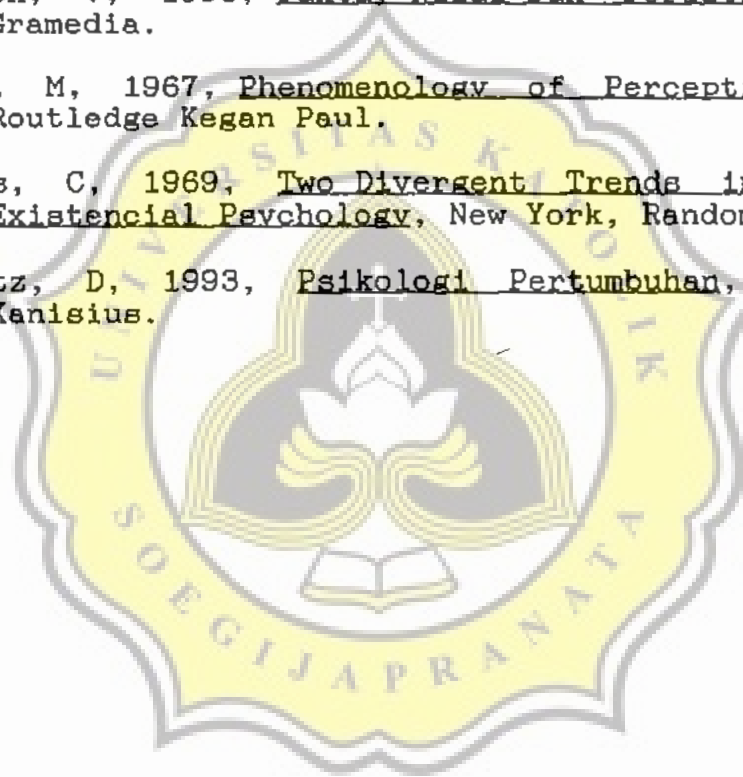 Gramedia.
M, 1967, Phenomenology of Percept
Routledge Kegan Paul.
s, C, 1969, Two Divergent Trends i
Existencial Psychology, New York, Rando
tz, D, 1993, Psikologi Pertumbuhan,
Kanisius.
UNIVERSITAS KATOLIK
SOEGIJAPRANATA